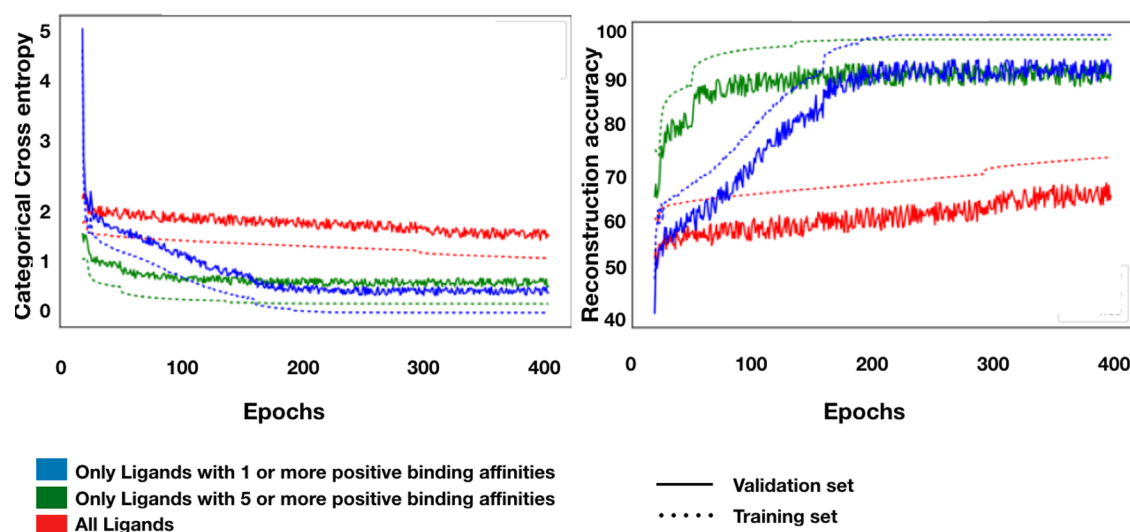 Categorical Cross entropy
5
4
3
2
1
0
0 100 200 300 400
Epochs
Reconstruction accuracy
100
90
80
70
60
50
40
0 100 200 300 400
Epochs
Only Ligands with 1 or more positive binding affinities
Only Ligands with 5 or more positive binding affinities
All Ligands
Validation set
Training set